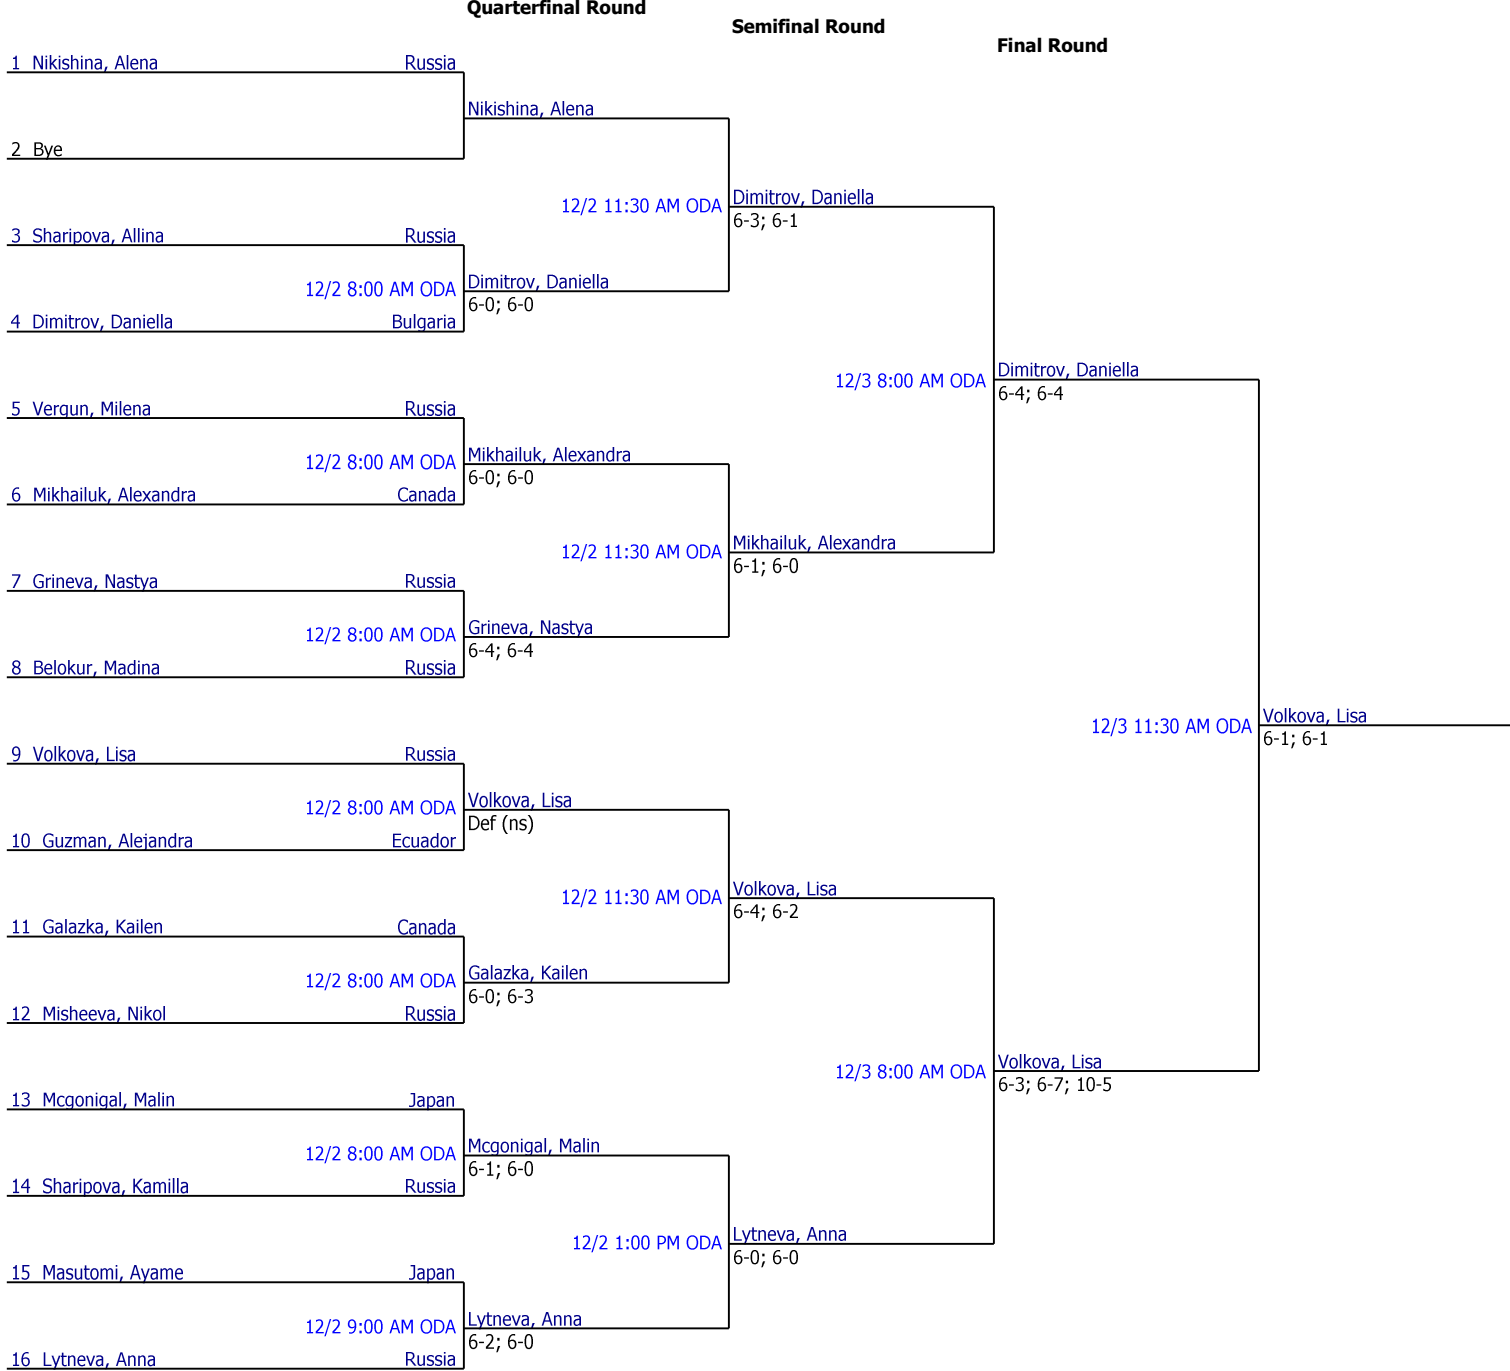 Quarterfinal Round
Semifinal Round
Final Round
1 Nikishina, Alena Russia
Nikishina, Alena
2 Bye
12/2 11:30 AM ODA Dimitrov, Daniella
6-3; 6-1
3 Sharipova, Allina Russia
12/2 8:00 AM ODA Dimitrov, Daniella
6-0; 6-0
4 Dimitrov, Daniella Bulgaria
12/3 8:00 AM ODA Dimitrov, Daniella
6-4; 6-4
5 Vergun, Milena Russia
12/2 8:00 AM ODA Mikhailuk, Alexandra
6-0; 6-0
6 Mikhailuk, Alexandra Canada
12/2 11:30 AM ODA Mikhailuk, Alexandra
6-1; 6-0
7 Grineva, Nastya Russia
12/2 8:00 AM ODA Grineva, Nastya
6-4; 6-4
8 Belokur, Madina Russia
12/3 11:30 AM ODA Volkova, Lisa
6-1; 6-1
9 Volkova, Lisa Russia
12/2 8:00 AM ODA Volkova, Lisa
Def (ns)
10 Guzman, Alejandra Ecuador
12/2 11:30 AM ODA Volkova, Lisa
6-4; 6-2
11 Galazka, Kailen Canada
12/2 8:00 AM ODA Galazka, Kailen
6-0; 6-3
12 Misheeva, Nikol Russia
12/3 8:00 AM ODA Volkova, Lisa
6-3; 6-7; 10-5
13 Mcgonigal, Malin Japan
12/2 8:00 AM ODA Mcgonigal, Malin
6-1; 6-0
14 Sharipova, Kamilla Russia
12/2 1:00 PM ODA Lytneva, Anna
6-0; 6-0
15 Masutomi, Ayame Japan
12/2 9:00 AM ODA Lytneva, Anna
6-2; 6-0
16 Lytneva, Anna Russia